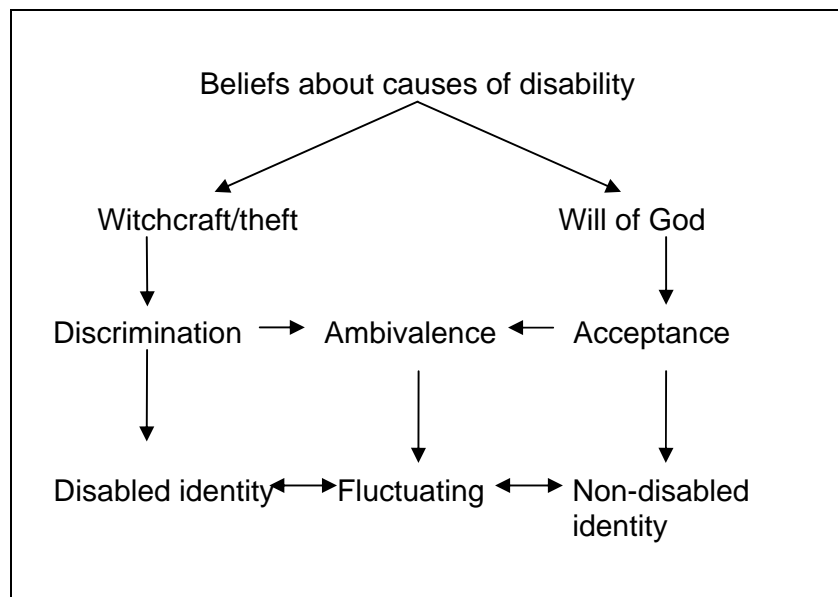 Beliefs about causes of disability
Witchcraft/theft Will of God
Discrimination Ambivalence Acceptance
Disabled identity Fluctuating Non-disabled
identity